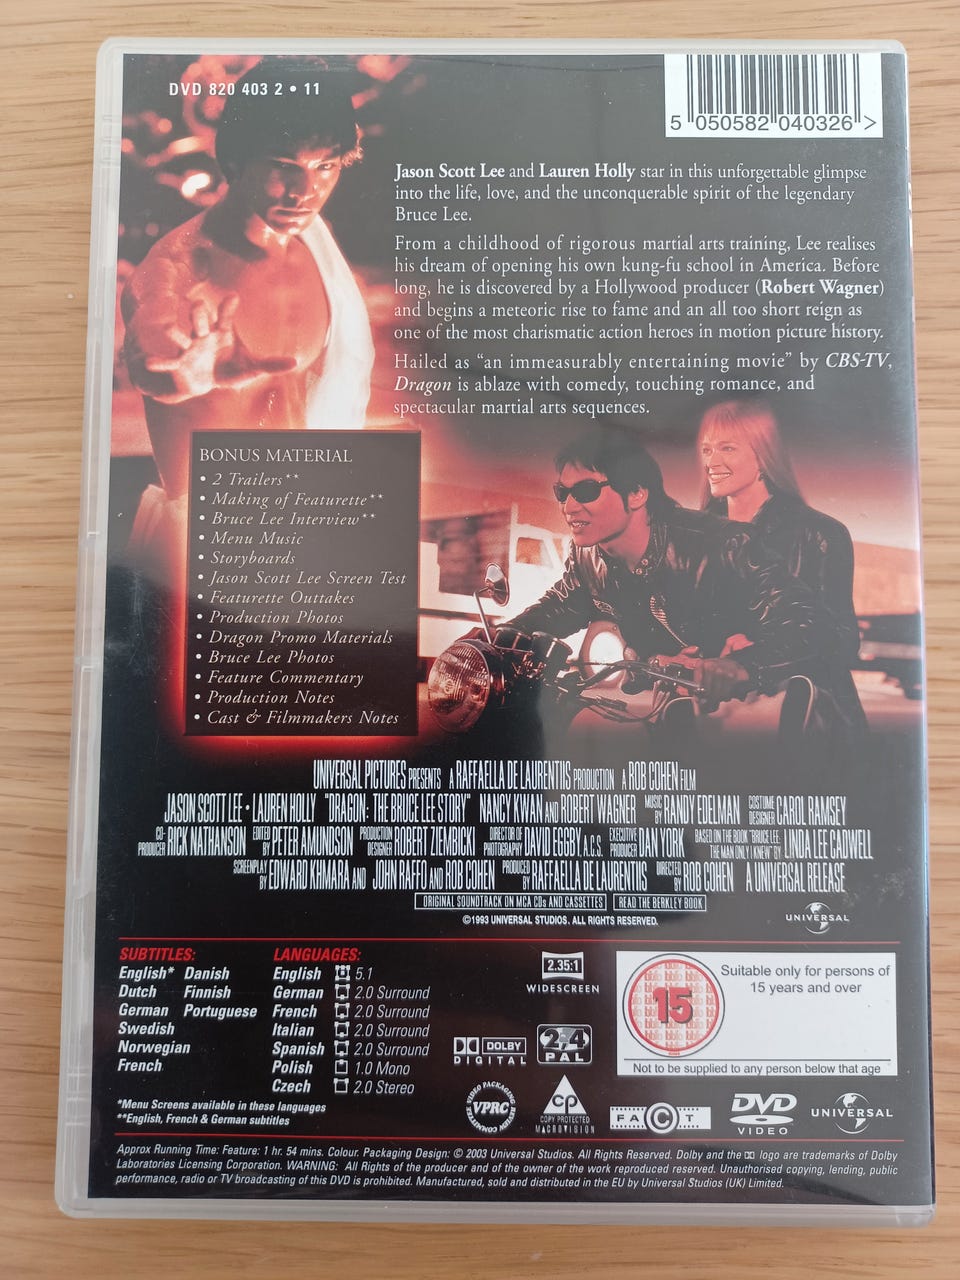 DVD 820 403 2 • 11
5 050582 040326 >
Jason Scott Lee and Lauren Holly star in this unforgettable glimpse
into the life, love, and the unconquerable spirit of the legendary
Bruce Lee.
From a childhood of rigorous martial arts training, Lee realises
his dream of opening his own kung-fu school in America. Before
long, he is discovered by a Hollywood producer (Robert Wagner)
and begins a meteoric rise to fame and an all too short reign as
one of the most charismatic action heroes in motion picture history.
Hailed as “an immeasurably entertaining movie” by CBS-TV,
Dragon is ablaze with comedy, touching romance, and
spectacular martial arts sequences.
BONUS MATERIAL
• 2 Trailers**
• Making of Featurette**
• Bruce Lee Interview**
• Menu Music
• Storyboards
• Jason Scott Lee Screen Test
• Featurette Outtakes
• Production Photos
• Dragon Promo Materials
• Bruce Lee Photos
• Feature Commentary
• Production Notes
• Cast & Filmmakers Notes
UNIVERSAL PICTURES PRESENTS A RAFFAELLA DE LAURENTIIS PRODUCTION A ROB COHEN FILM
JASON SCOTT LEE • LAUREN HOLLY "DRAGON: THE BRUCE LEE STORY" NANCY KWAN AND ROBERT WAGNER MUSIC BY RANDY EDELMAN COSTUME DESIGNER CAROL RAMSEY
CO-PRODUCER RICK NATHANSON EDITED BY PETER AMUNDSON PRODUCTION DESIGNER ROBERT ZIEMBICKI DIRECTOR OF PHOTOGRAPHY DAVID EGGBY, A.C.S. EXECUTIVE PRODUCER DAN YORK BASED ON THE BOOK "BRUCE LEE: THE MAN ONLY I KNEW" BY LINDA LEE CADWELL
SCREENPLAY BY EDWARD KHMARA AND JOHN RAFFO AND ROB COHEN PRODUCED BY RAFFAELLA DE LAURENTIIS DIRECTED BY ROB COHEN A UNIVERSAL RELEASE
ORIGINAL SOUNDTRACK ON MCA CDs AND CASSETTES READ THE BERKLEY BOOK
©1993 UNIVERSAL STUDIOS. ALL RIGHTS RESERVED.
UNIVERSAL
SUBTITLES:
English* Danish
Dutch Finnish
German Portuguese
Swedish
Norwegian
French
LANGUAGES:
English 5.1
German 2.0 Surround
French 2.0 Surround
Italian 2.0 Surround
Spanish 2.0 Surround
Polish 1.0 Mono
Czech 2.0 Stereo
*Menu Screens available in these languages
**English, French & German subtitles
2.35:1
WIDESCREEN
DOLBY
DIGITAL
2,4
PAL
15
Suitable only for persons of
15 years and over
Not to be supplied to any person below that age
VIDEO PACKAGING REVIEW COMMITTEE
VPRC
CP
COPY PROTECTED
MACROVISION
FACT
DVD
VIDEO
UNIVERSAL
Approx Running Time: Feature: 1 hr. 54 mins. Colour. Packaging Design: © 2003 Universal Studios. All Rights Reserved. Dolby and the logo are trademarks of Dolby
Laboratories Licensing Corporation. WARNING: All Rights of the producer and of the owner of the work reproduced reserved. Unauthorised copying, lending, public
performance, radio or TV broadcasting of this DVD is prohibited. Manufactured, sold and distributed in the EU by Universal Studios (UK) Limited.